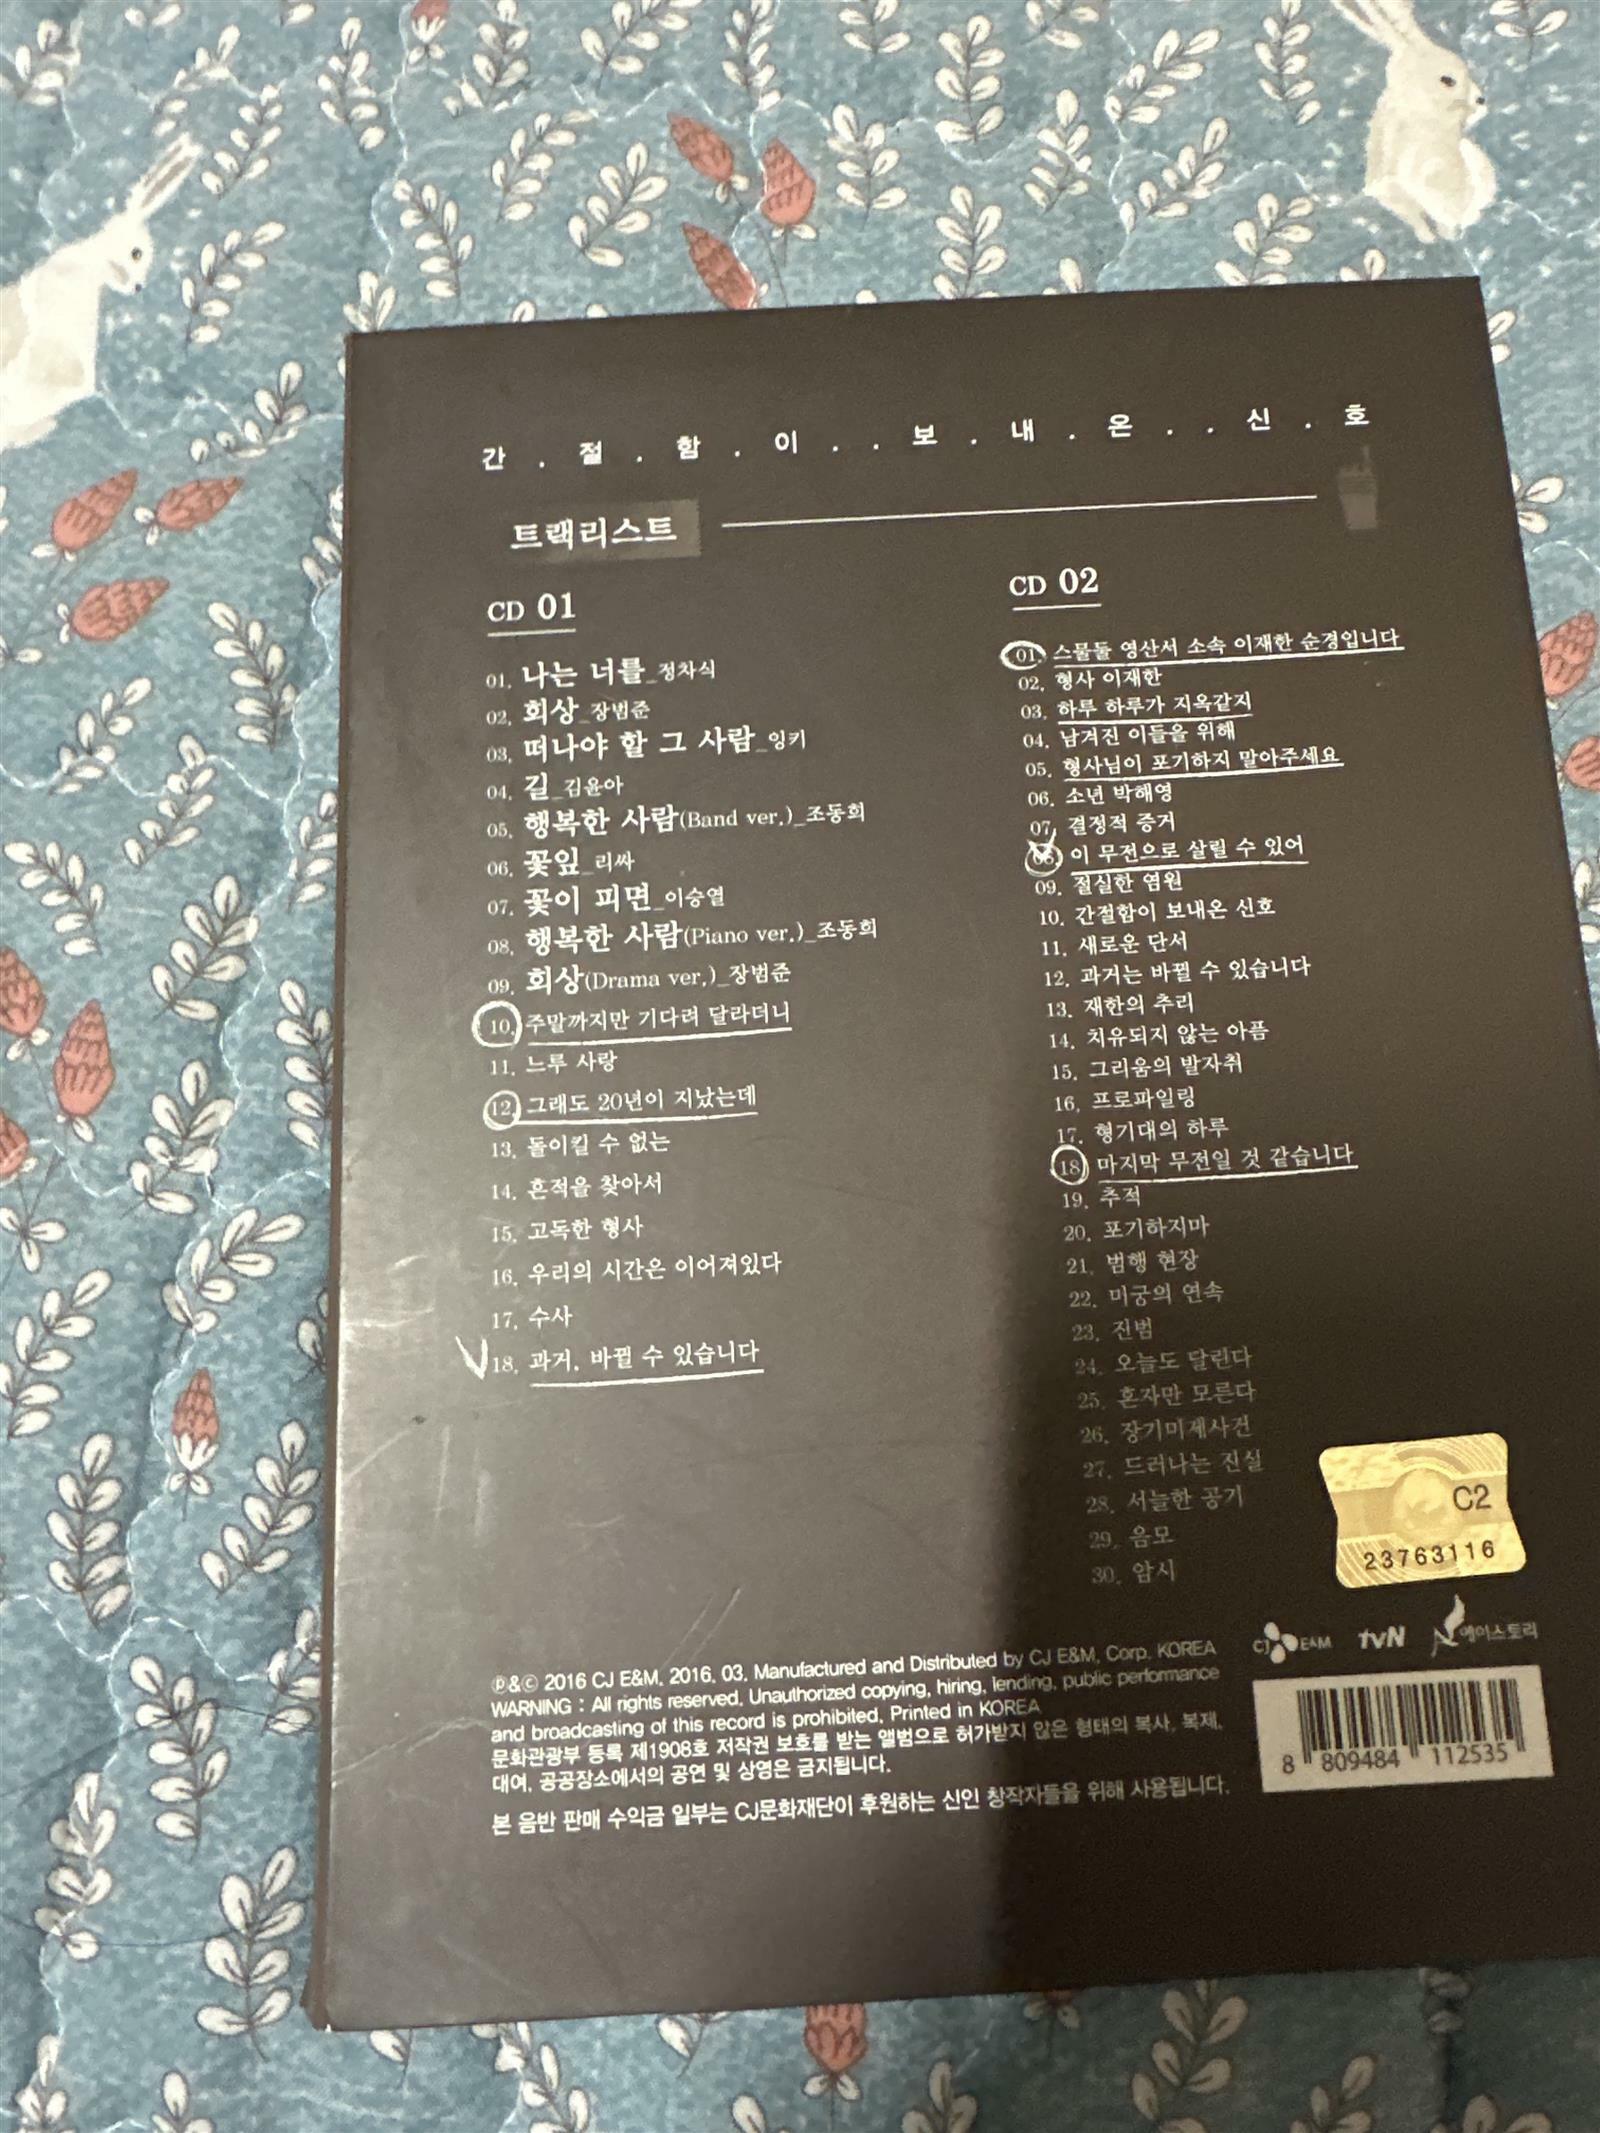 간.절.함.이..보.내.온..신.호
트랙리스트
CD 01
01. 나는 너를_정차식
02. 회상_장범준
03. 떠나야 할 그 사람_잉키
04. 길_김윤아
05. 행복한 사람(Band ver.)_조동희
06. 꽃잎_리싸
07. 꽃이 피면_이승열
08. 행복한 사람(Piano ver.)_조동희
09. 회상(Drama ver.)_장범준
10. 주말까지만 기다려 달라더니
11. 느루 사랑
12. 그래도 20년이 지났는데
13. 돌이킬 수 없는
14. 흔적을 찾아서
15. 고독한 형사
16. 우리의 시간은 이어져있다
17. 수사
18. 과거. 바뀔 수 있습니다
CD 02
01. 스물둘 영산서 소속 이재한 순경입니다
02. 형사 이재한
03. 하루 하루가 지옥같지
04. 남겨진 이들을 위해
05. 형사님이 포기하지 말아주세요
06. 소년 박해영
07. 결정적 증거
08. 이 무전으로 살릴 수 있어
09. 절실한 염원
10. 간절함이 보내온 신호
11. 새로운 단서
12. 과거는 바뀔 수 있습니다
13. 재한의 추리
14. 치유되지 않는 아픔
15. 그리움의 발자취
16. 프로파일링
17. 형기대의 하루
18. 마지막 무전일 것 같습니다
19. 추적
20. 포기하지마
21. 범행 현장
22. 미궁의 연속
23. 진범
24. 오늘도 달린다
25. 혼자만 모른다
26. 장기미제사건
27. 드러나는 진실
28. 서늘한 공기
29. 음모
30. 암시
C2
23763116
CJ E&M tvN 에이스토리
℗&© 2016 CJ E&M. 2016. 03. Manufactured and Distributed by CJ E&M, Corp. KOREA
WARNING : All rights reserved. Unauthorized copying, hiring, lending, public performance
and broadcasting of this record is prohibited. Printed in KOREA
문화관광부 등록 제1908호 저작권 보호를 받는 앨범으로 허가받지 않은 형태의 복사, 복제,
대여, 공공장소에서의 공연 및 상영은 금지됩니다.
본 음반 판매 수익금 일부는 CJ문화재단이 후원하는 신인 창작자들을 위해 사용됩니다.
8 809484 112535